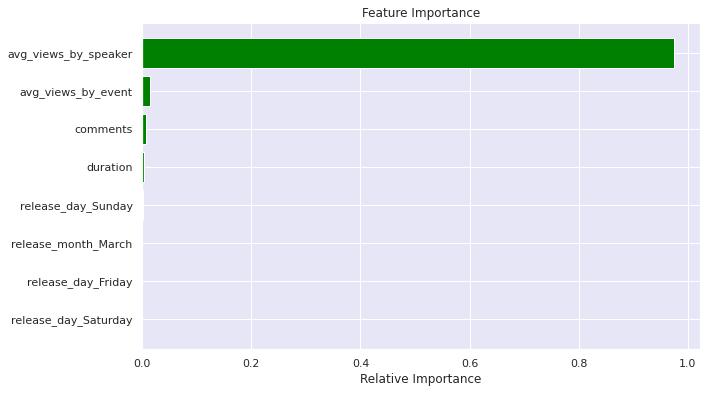 Feature Importance
avg_views_by_speaker
avg_views_by_event
comments
duration
release_day_Sunday
release_month_March
release_day_Friday
release_day_Saturday
0.0 0.2 0.4 0.6 0.8 1.0
Relative Importance